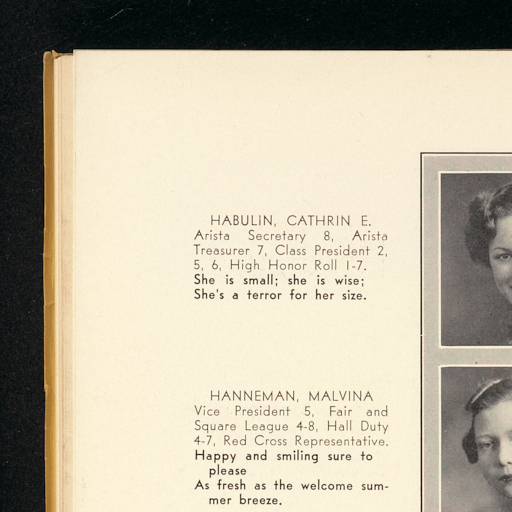 HABULIN, CATHRIN E.
Arista Secretary 8, Arista
Treasurer 7, Class President 2,
5, 6, High Honor Roll 1-7.
She is small; she is wise;
She's a terror for her size.
HANNEMAN, MALVINA
Vice President 5, Fair and
Square League 4-8, Hall Duty
4-7, Red Cross Representative.
Happy and smiling sure to
please
As fresh as the welcome sum-
mer breeze.